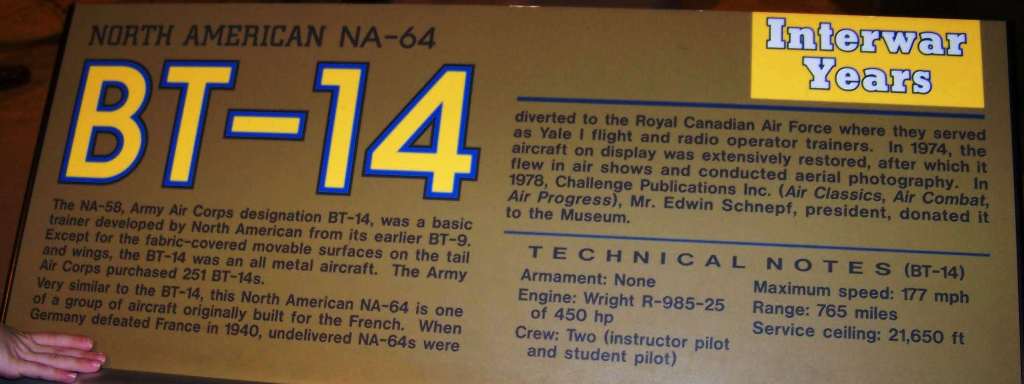 NORTH AMERICAN NA-64
BT-14
The NA-58, Army Air Corps designation BT-14, was a basic
trainer developed by North American from its earlier BT-9.
Except for the fabric-covered movable surfaces on the tail
and wings, the BT-14 was an all metal aircraft. The Army
Air Corps purchased 251 BT-14s.
Very similar to the BT-14, this North American NA-64 is one
of a group of aircraft originally built for the French. When
Germany defeated France in 1940, undelivered NA-64s were
Interwar
Years
diverted to the Royal Canadian Air Force where they served
as Yale I flight and radio operator trainers. In 1974, the
aircraft on display was extensively restored, after which it
flew in air shows and conducted aerial photography. In
1978, Challenge Publications Inc. (Air Classics, Air Combat,
Air Progress), Mr. Edwin Schnepf, president, donated it
to the Museum.
TECHNICAL NOTES (BT-14)
Armament: None
Engine: Wright R-985-25
of 450 hp
Crew: Two (instructor pilot
and student pilot)
Maximum speed: 177 mph
Range: 765 miles
Service ceiling: 21,650 ft